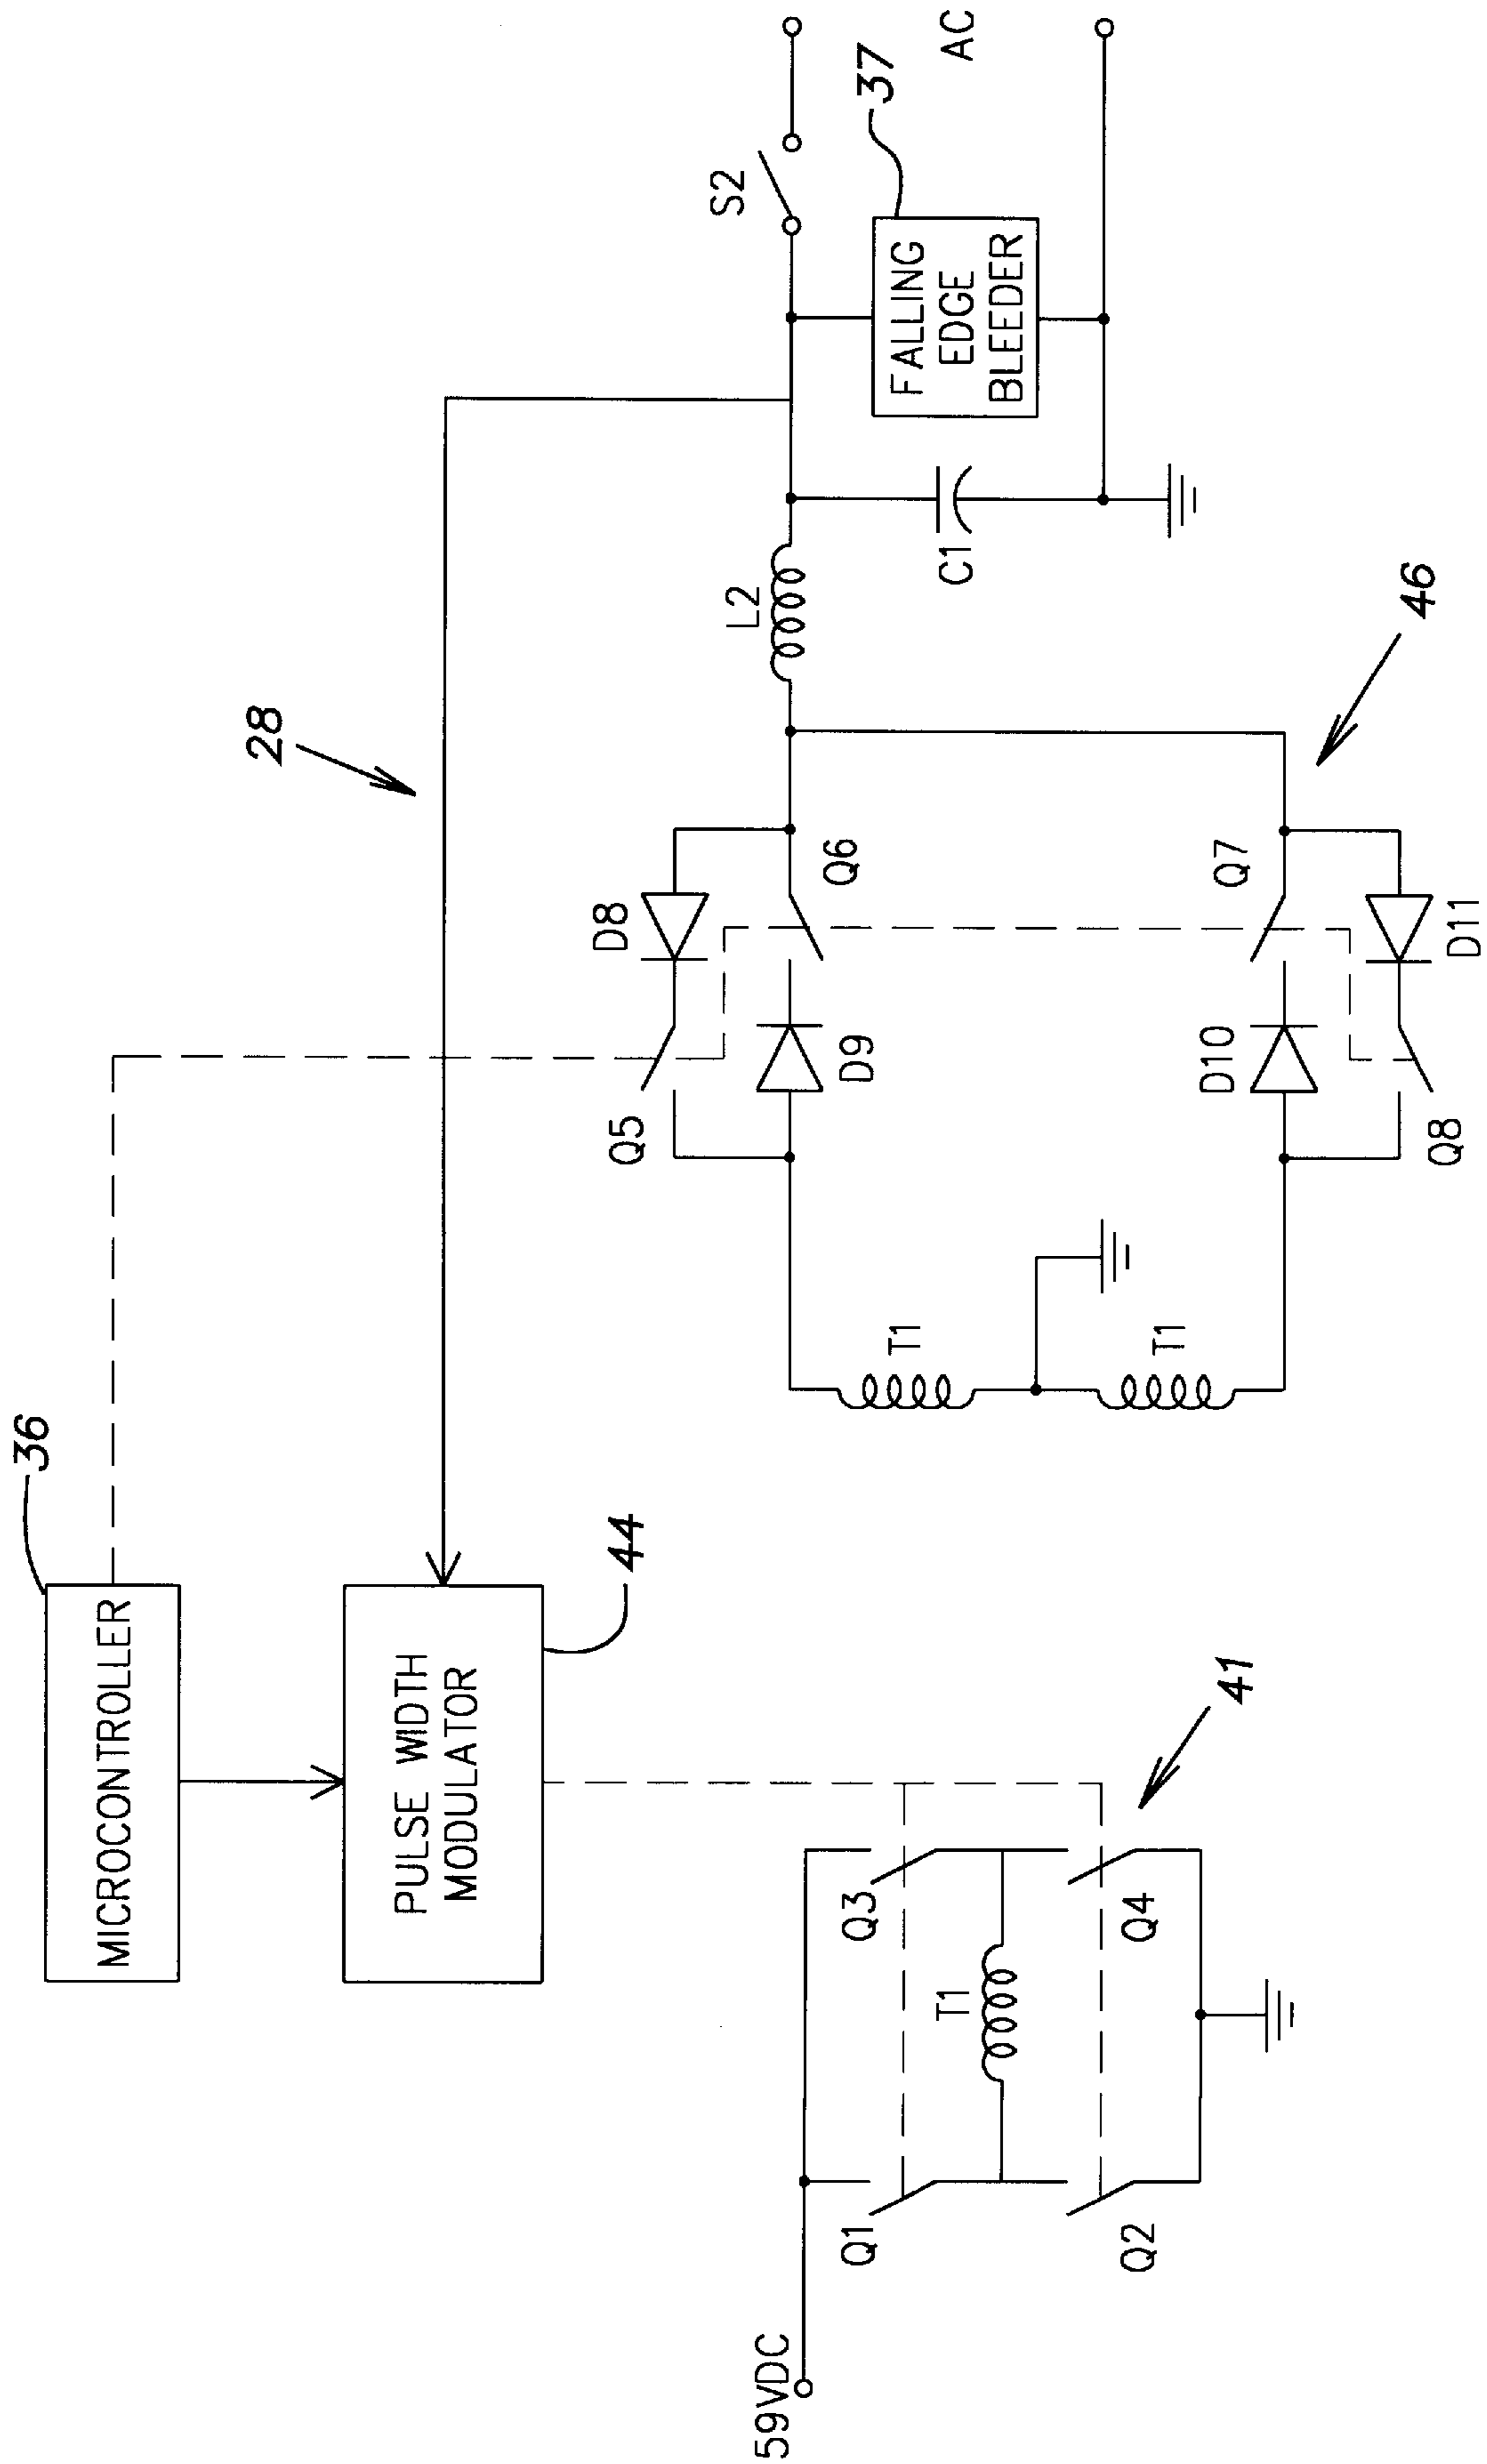 36
MICROCONTROLLER
28
PULSE WIDTH
MODULATOR
44
59VDC
Q1
Q3
T1
Q2
Q4
41
T1
T1
Q5
D8
D9
Q6
D10
Q7
Q8
D11
46
L2
C1
S2
37
FALLING
EDGE
BLEEDER
AC